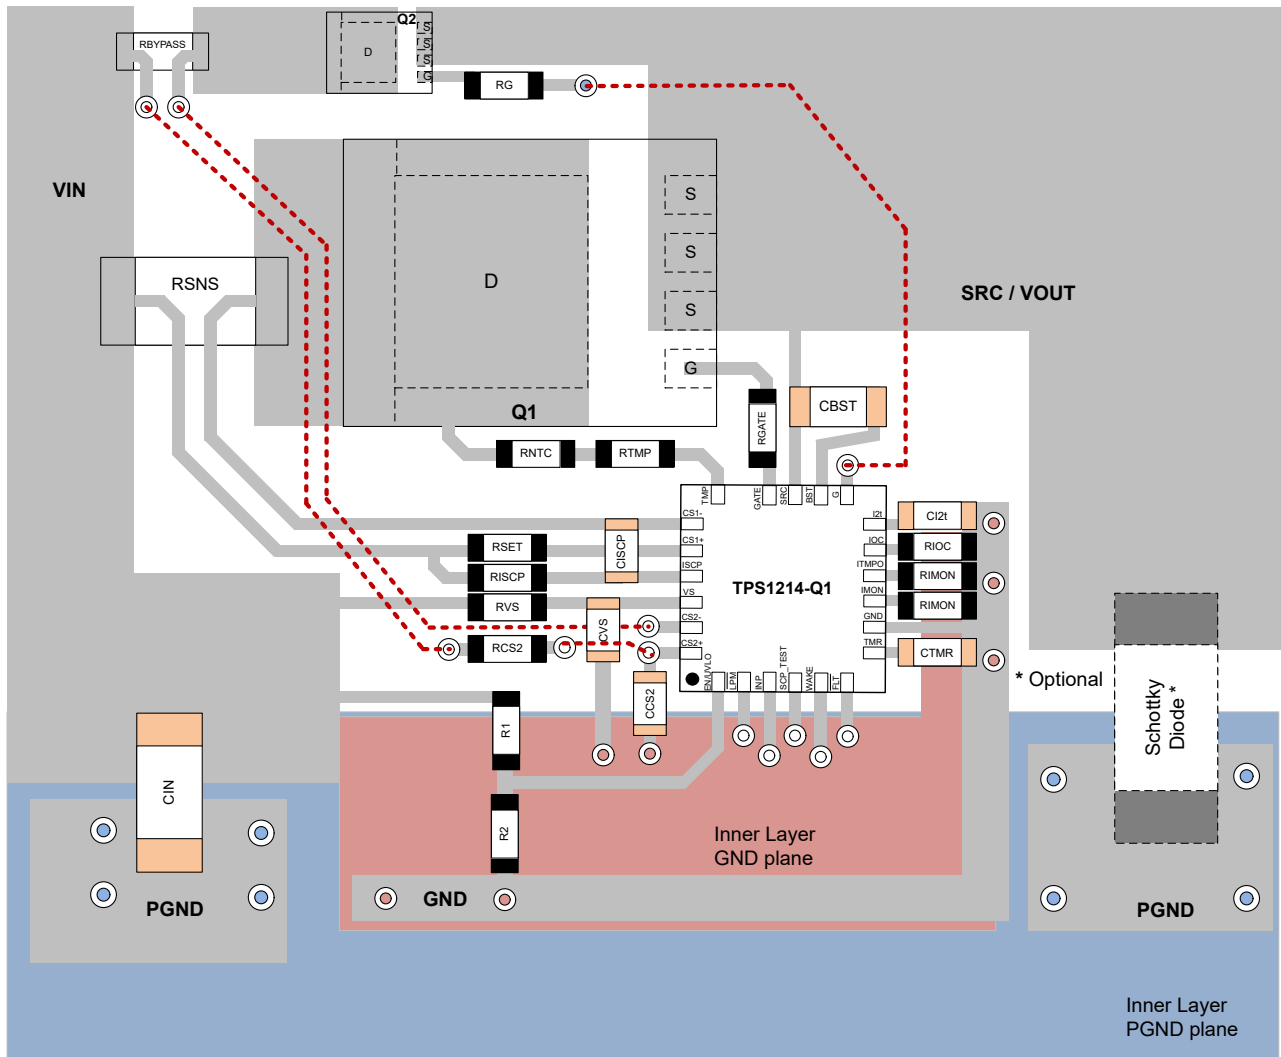 Q2
RBYPASS
S
S
S
D
G
RG
VIN
S
S
RSNS
D
SRC / VOUT
S
G
Q1
CBST
RGATE
RNTC
RTMP
TMP
GATE
SRC
BST
G
CS1-
CS1+
ISCP
VS
CS2-
CS2+
I2t
IOC
ITMPO
IMON
GND
TMR
TPS1214-Q1
EN/UVLO
LPM
INP
SCP_TEST
WAKE
FLT
CI2t
RIOC
RIMON
RIMON
CTMR
RSET
RISCP
RVS
RCS2
CISCP
CVS
CCS2
* Optional
Schottky
Diode *
R1
CIN
R2
Inner Layer
GND plane
GND
PGND
PGND
Inner Layer
PGND plane